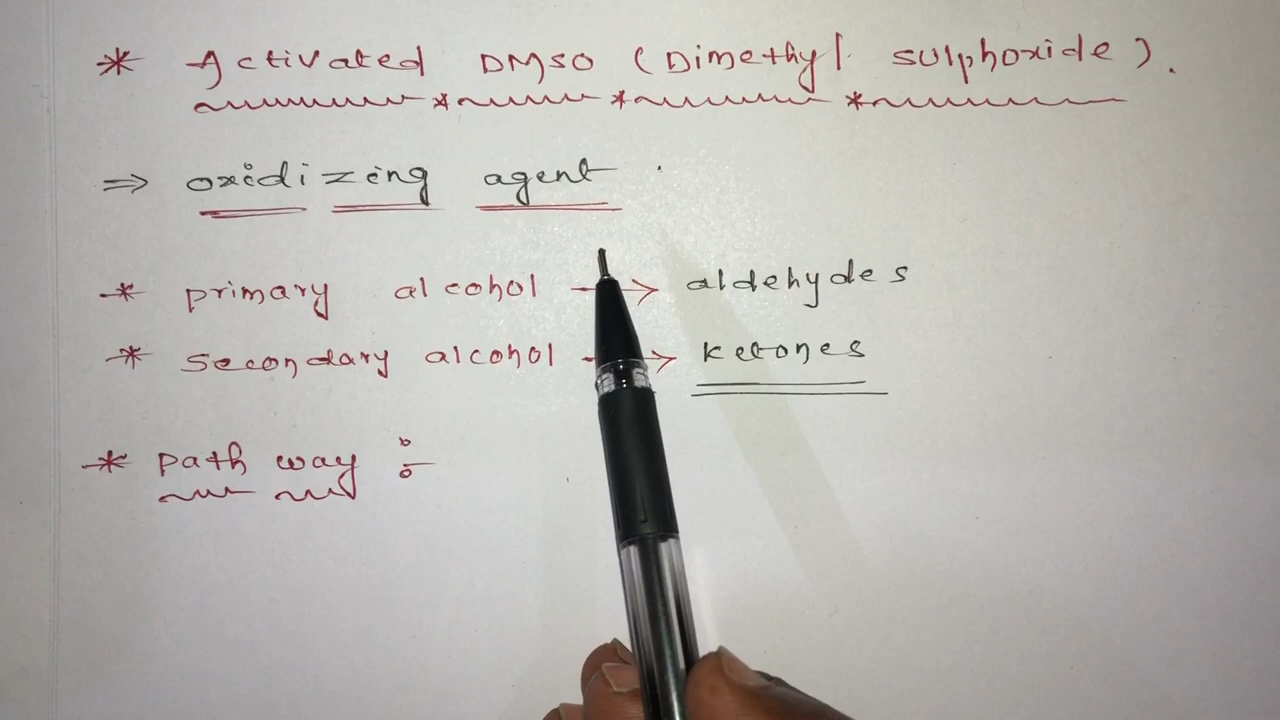 * Activated DMSO (Dimethyl sulphoxide).
⇒ oxidizing agent.
* primary alcohol → aldehydes
* secondary alcohol → ketones
* path way :-